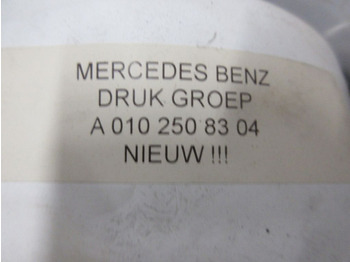 MERCEDES BENZ
DRUK GROEP
A 010 250 83 04
NIEUW !!!